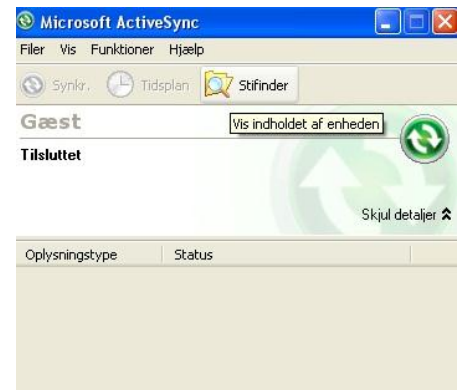 Microsoft ActiveSync
Filer Vis Funktioner Hjælp
Synkr. Tidsplan Stifinder
Gæst
Vis indholdet af enheden
Tilsluttet
Skjul detaljer
Oplysningstype Status